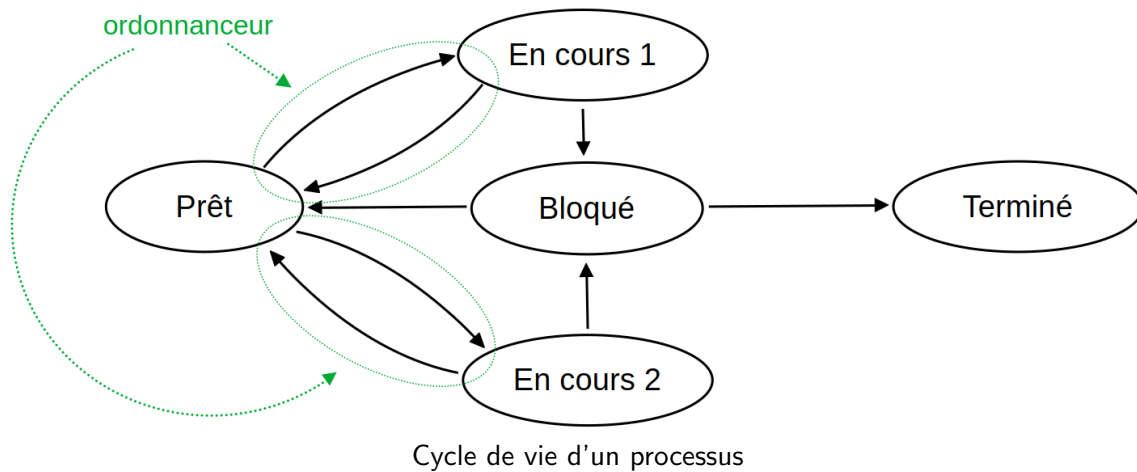 ordonnanceur
En cours 1
Prêt
Bloqué
Terminé
En cours 2
Cycle de vie d'un processus